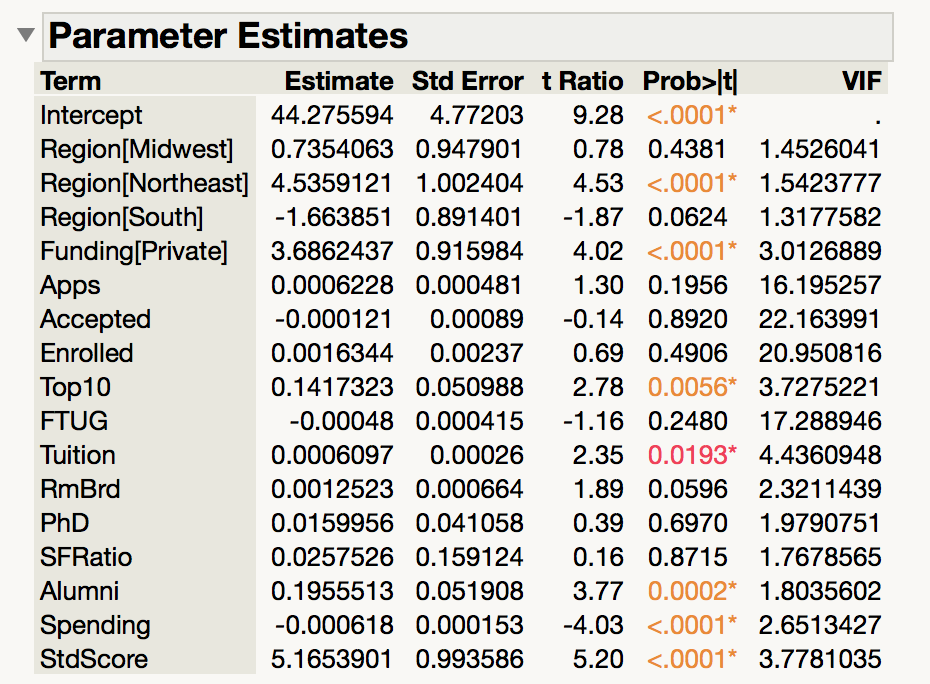 Parameter Estimates
Term Estimate Std Error t Ratio Prob>|t| VIF
Intercept 44.275594 4.77203 9.28 <.0001* .
Region[Midwest] 0.7354063 0.947901 0.78 0.4381 1.4526041
Region[Northeast] 4.5359121 1.002404 4.53 <.0001* 1.5423777
Region[South] -1.663851 0.891401 -1.87 0.0624 1.3177582
Funding[Private] 3.6862437 0.915984 4.02 <.0001* 3.0126889
Apps 0.0006228 0.000481 1.30 0.1956 16.195257
Accepted -0.000121 0.00089 -0.14 0.8920 22.163991
Enrolled 0.0016344 0.00237 0.69 0.4906 20.950816
Top10 0.1417323 0.050988 2.78 0.0056* 3.7275221
FTUG -0.00048 0.000415 -1.16 0.2480 17.288946
Tuition 0.0006097 0.00026 2.35 0.0193* 4.4360948
RmBrd 0.0012523 0.000664 1.89 0.0596 2.3211439
PhD 0.0159956 0.041058 0.39 0.6970 1.9790751
SFRatio 0.0257526 0.159124 0.16 0.8715 1.7678565
Alumni 0.1955513 0.051908 3.77 0.0002* 1.8035602
Spending -0.000618 0.000153 -4.03 <.0001* 2.6513427
StdScore 5.1653901 0.993586 5.20 <.0001* 3.7781035